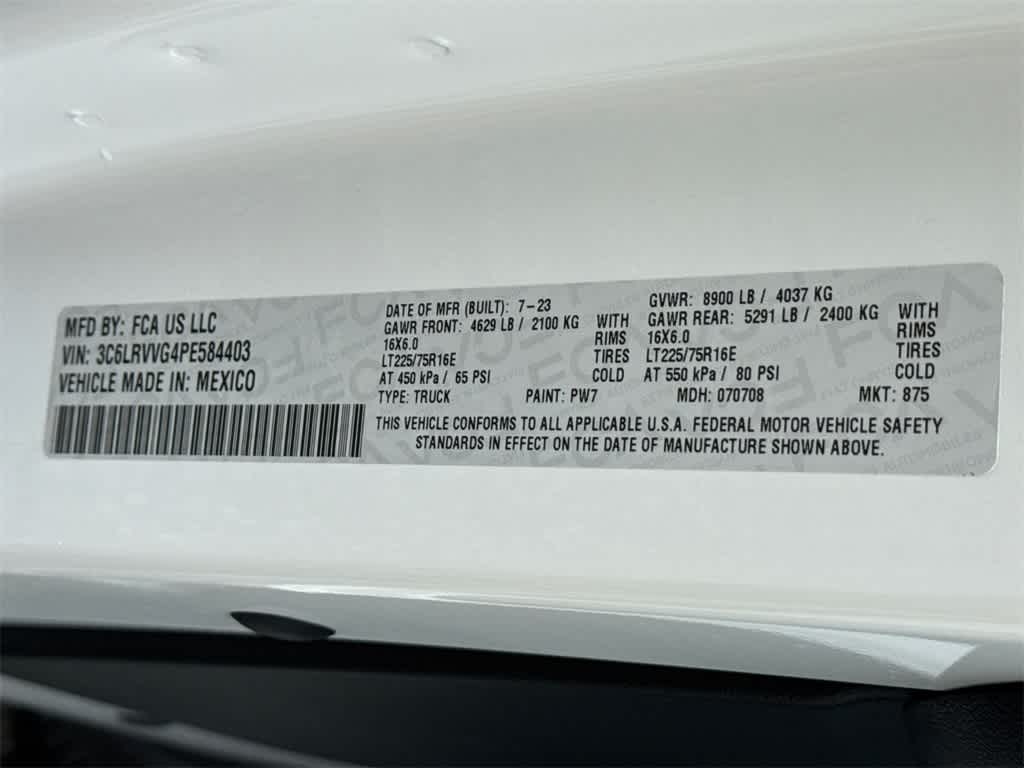 MFD BY: FCA US LLC
VIN: 3C6LRVVG4PE584403
VEHICLE MADE IN: MEXICO
DATE OF MFR (BUILT): 7-23
GAWR FRONT: 4629 LB / 2100 KG WITH
16X6.0 RIMS
LT225/75R16E TIRES
AT 450 kPa / 65 PSI COLD
GVWR: 8900 LB / 4037 KG
GAWR REAR: 5291 LB / 2400 KG WITH
16X6.0 RIMS
LT225/75R16E TIRES
AT 550 kPa / 80 PSI COLD
TYPE: TRUCK PAINT: PW7 MDH: 070708 MKT: 875
THIS VEHICLE CONFORMS TO ALL APPLICABLE U.S.A. FEDERAL MOTOR VEHICLE SAFETY
STANDARDS IN EFFECT ON THE DATE OF MANUFACTURE SHOWN ABOVE.